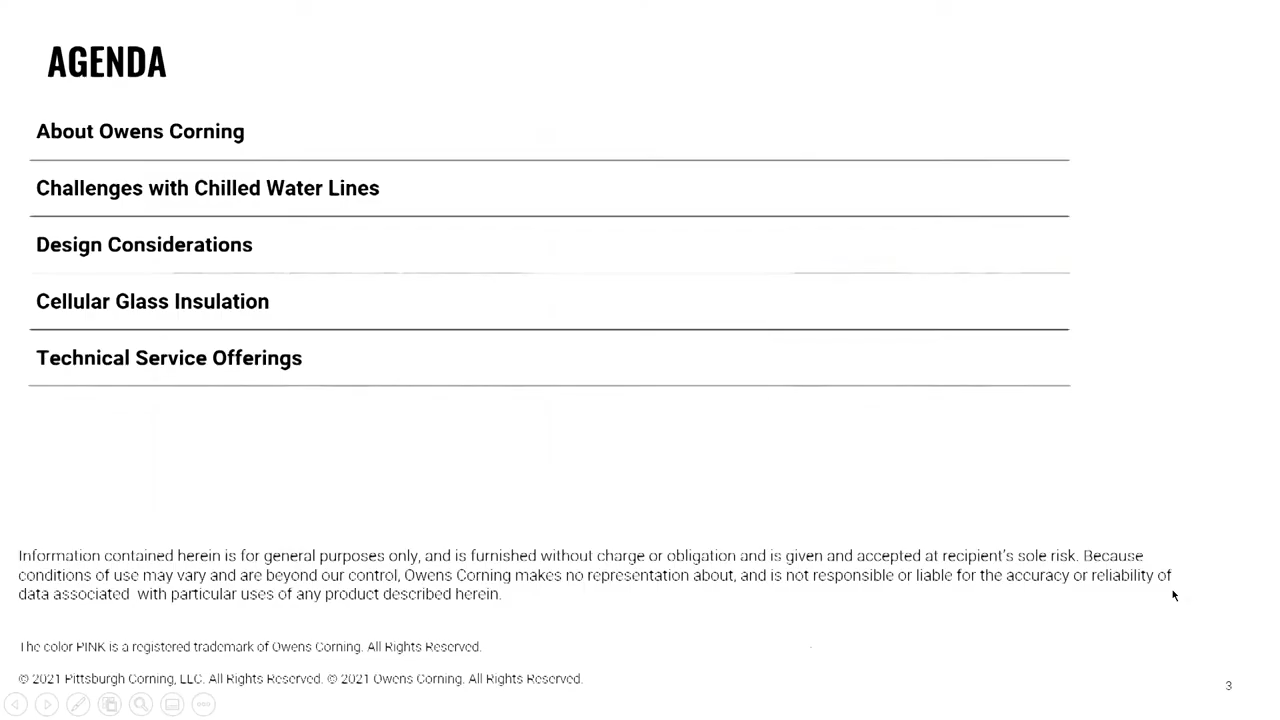 AGENDA
About Owens Corning
Challenges with Chilled Water Lines
Design Considerations
Cellular Glass Insulation
Technical Service Offerings
Information contained herein is for general purposes only, and is furnished without charge or obligation and is given and accepted at recipient's sole risk. Because
conditions of use may vary and are beyond our control, Owens Corning makes no representation about, and is not responsible or liable for the accuracy or reliability of
data associated with particular uses of any product described herein.
The color PINK is a registered trademark of Owens Corning. All Rights Reserved.
© 2021 Pittsburgh Corning, LLC. All Rights Reserved. © 2021 Owens Corning. All Rights Reserved.
3